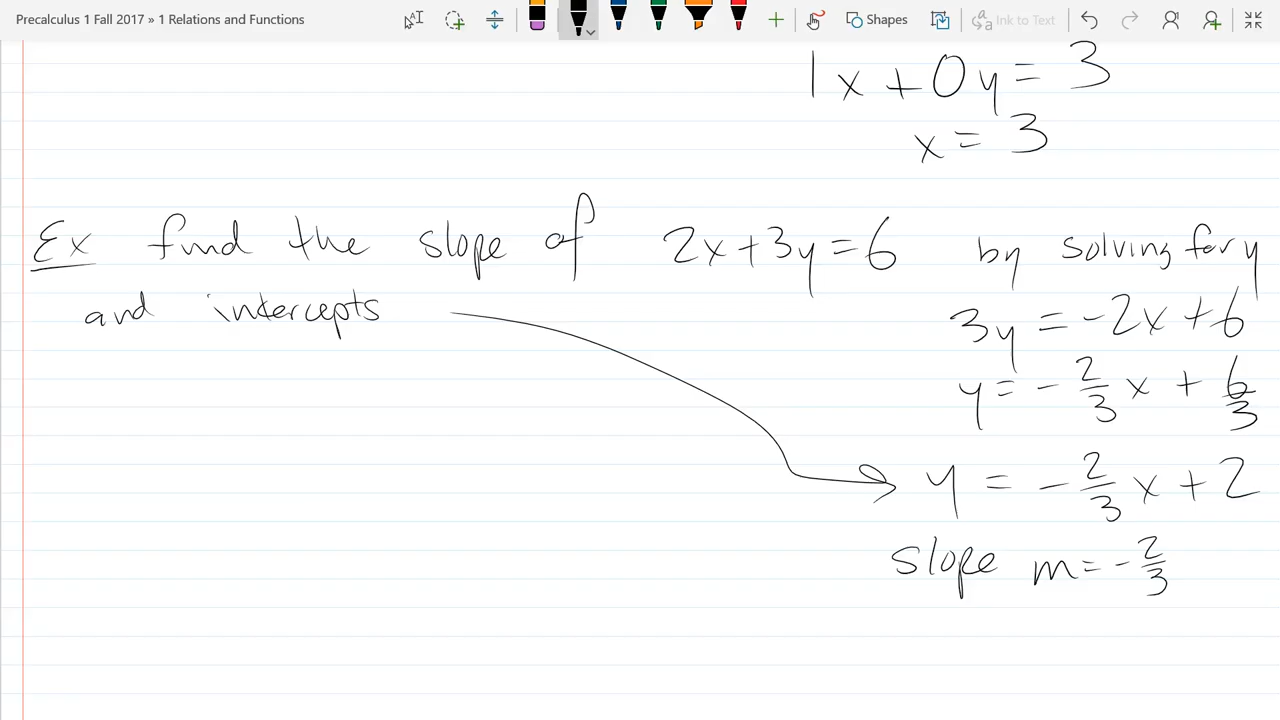 Precalculus 1 Fall 2017 » 1 Relations and Functions
Shapes
Ink to Text
1x + 0y = 3
x = 3
Ex find the slope of 2x + 3y = 6 by solving for y
and intercepts
3y = -2x + 6
y = - 2/3 x + 6/3
y = - 2/3 x + 2
slope m = - 2/3